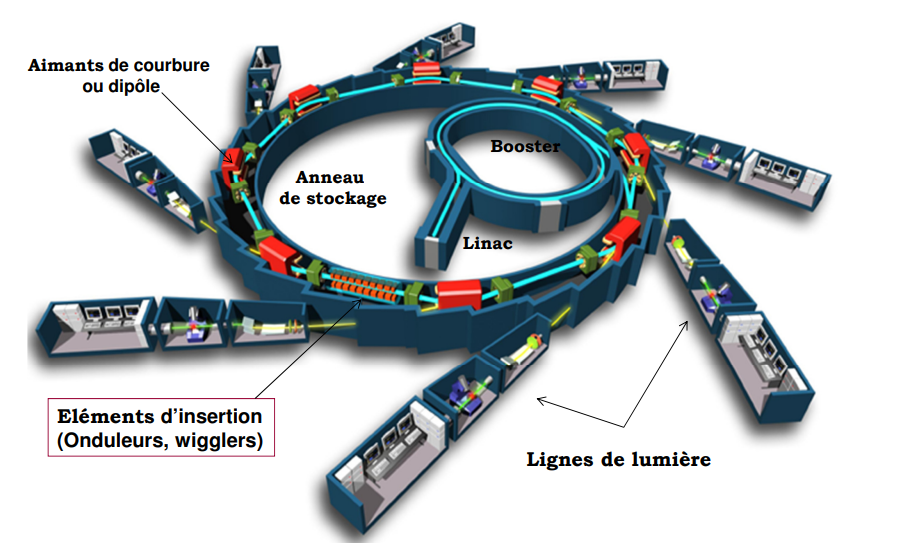 Aimants de courbure
ou dipôle
Booster
Anneau
de stockage
Linac
Eléments d'insertion
(Onduleurs, wigglers)
Lignes de lumière